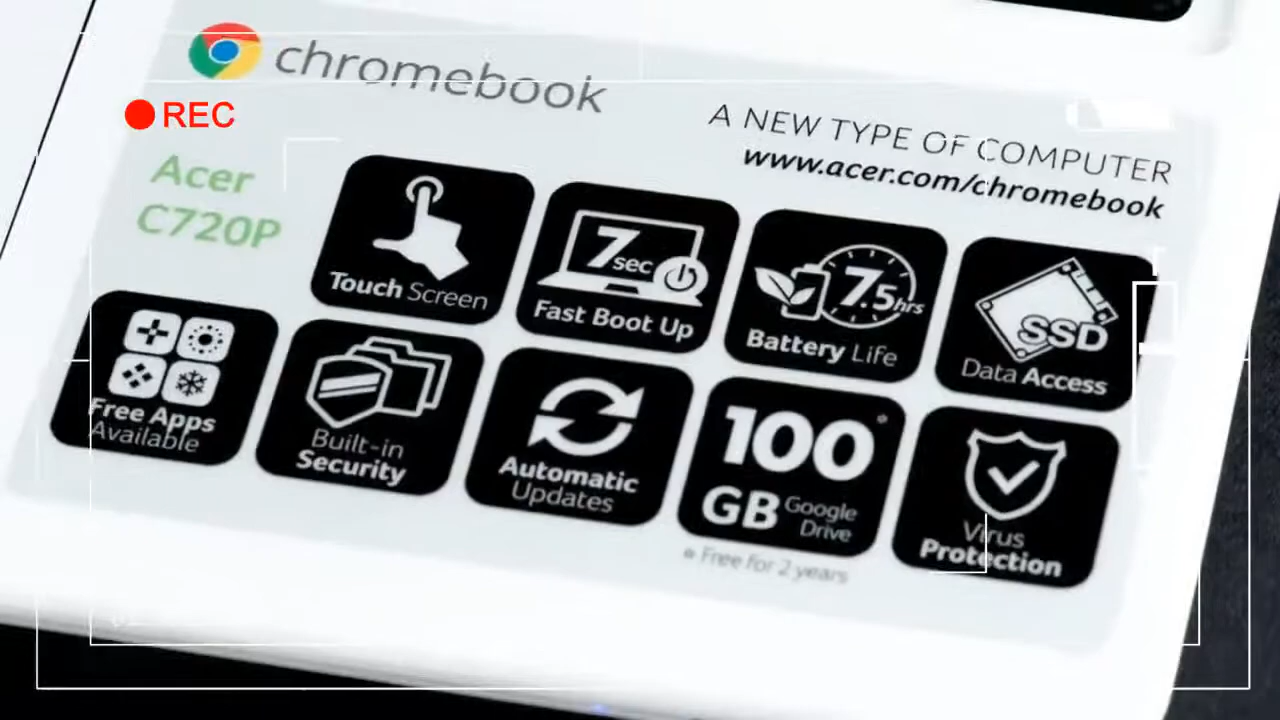 chromebook
REC
A NEW TYPE OF COMPUTER
www.acer.com/chromebook
Acer
C720P
Touch Screen
7 sec
Fast Boot Up
7.5hrs
Battery Life
SSD
Data Access
Free Apps
Available
Built-in
Security
Automatic
Updates
100*
GB Google
Drive
Virus
Protection
* Free for 2 years